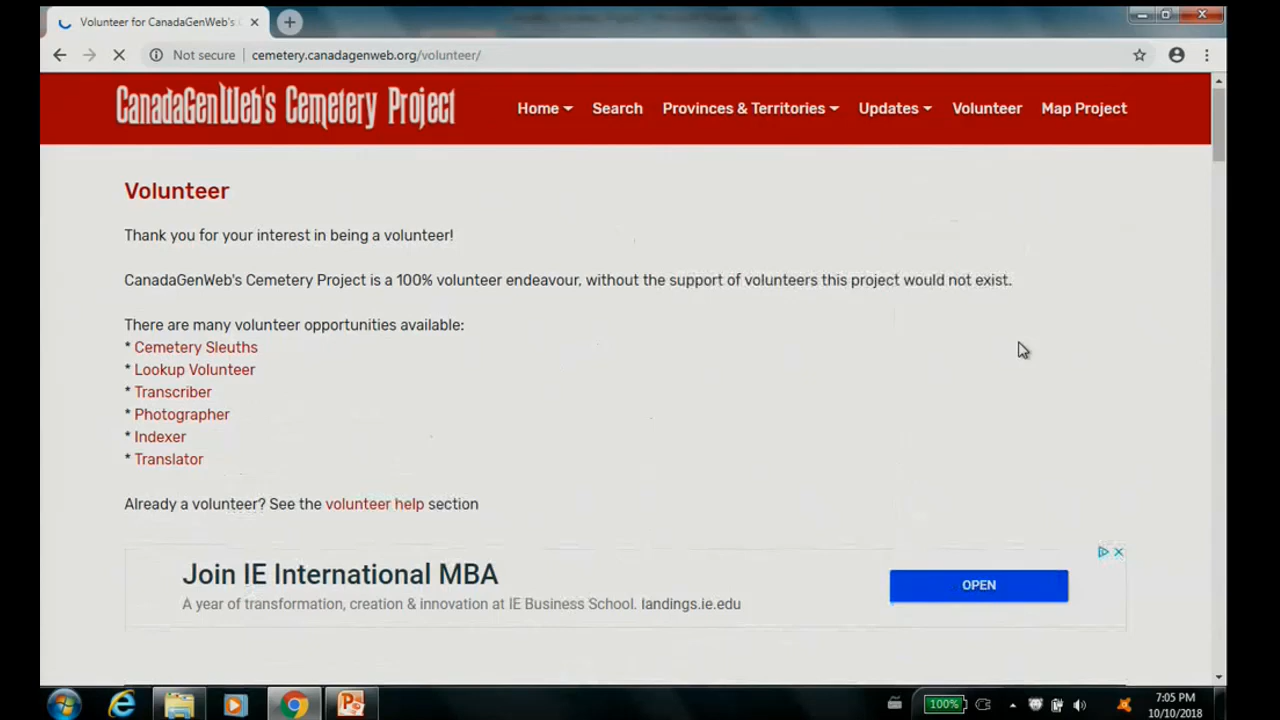 Volunteer for CanadaGenWeb's
Not secure cemetery.canadagenweb.org/volunteer/
CanadaGenWeb's Cemetery Project
Home Search Provinces & Territories Updates Volunteer Map Project
Volunteer
Thank you for your interest in being a volunteer!
CanadaGenWeb's Cemetery Project is a 100% volunteer endeavour, without the support of volunteers this project would not exist.
There are many volunteer opportunities available:
* Cemetery Sleuths
* Lookup Volunteer
* Transcriber
* Photographer
* Indexer
* Translator
Already a volunteer? See the volunteer help section
Join IE International MBA
A year of transformation, creation & innovation at IE Business School. landings.ie.edu
OPEN
100%
7:05 PM
10/10/2018